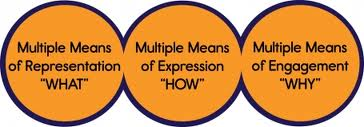 Multiple Means
of Representation
"WHAT"
Multiple Means
of Expression
"HOW"
Multiple Means
of Engagement
"WHY"